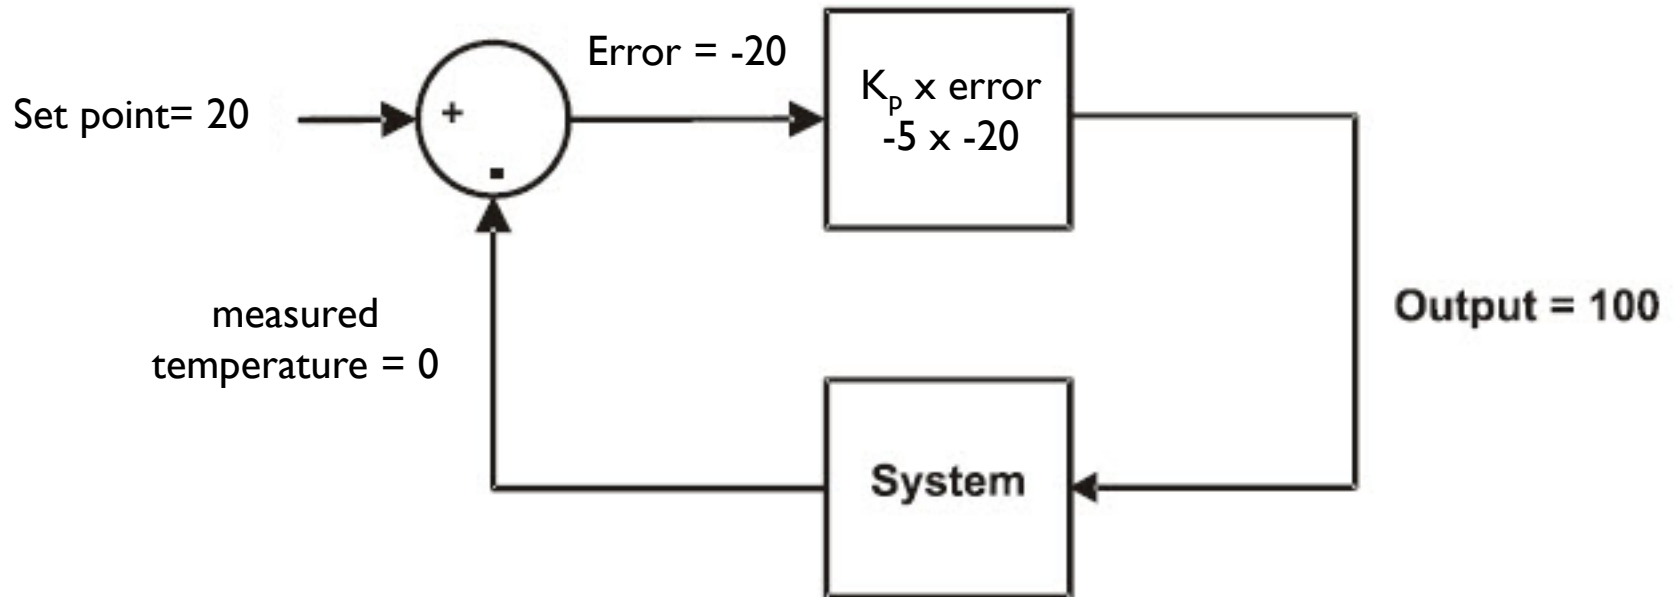 Set point= 20
+
-
Error = -20
Kₚ x error
-5 x -20
Output = 100
System
measured
temperature = 0